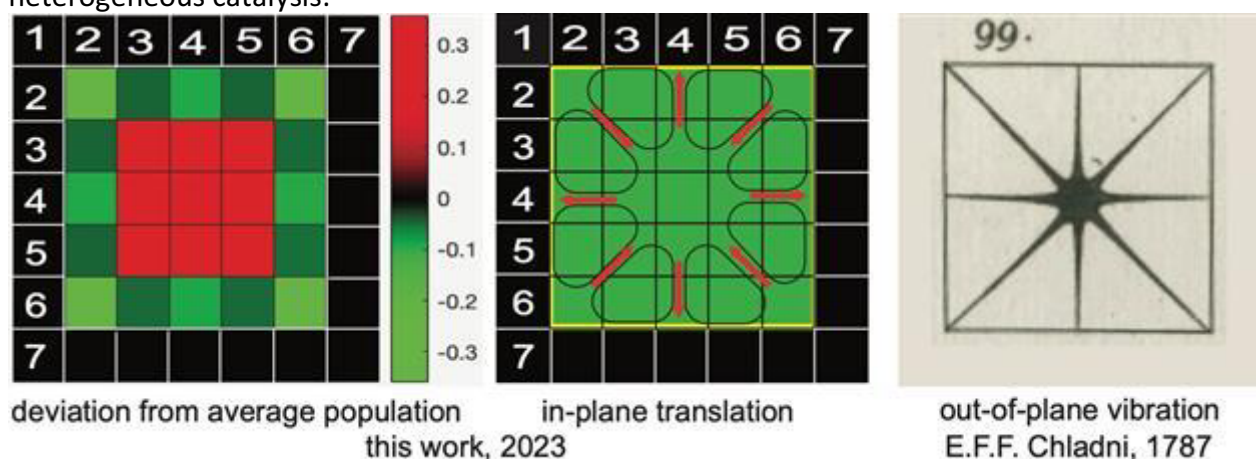 heterogeneous catalysis.
1 2 3 4 5 6 7
2
3
4
5
6
7
0.3
0.2
0.1
0
-0.1
-0.2
-0.3
1 2 3 4 5 6 7
2
3
4
5
6
7
99.
deviation from average population
in-plane translation
this work, 2023
out-of-plane vibration
E.F.F. Chladni, 1787